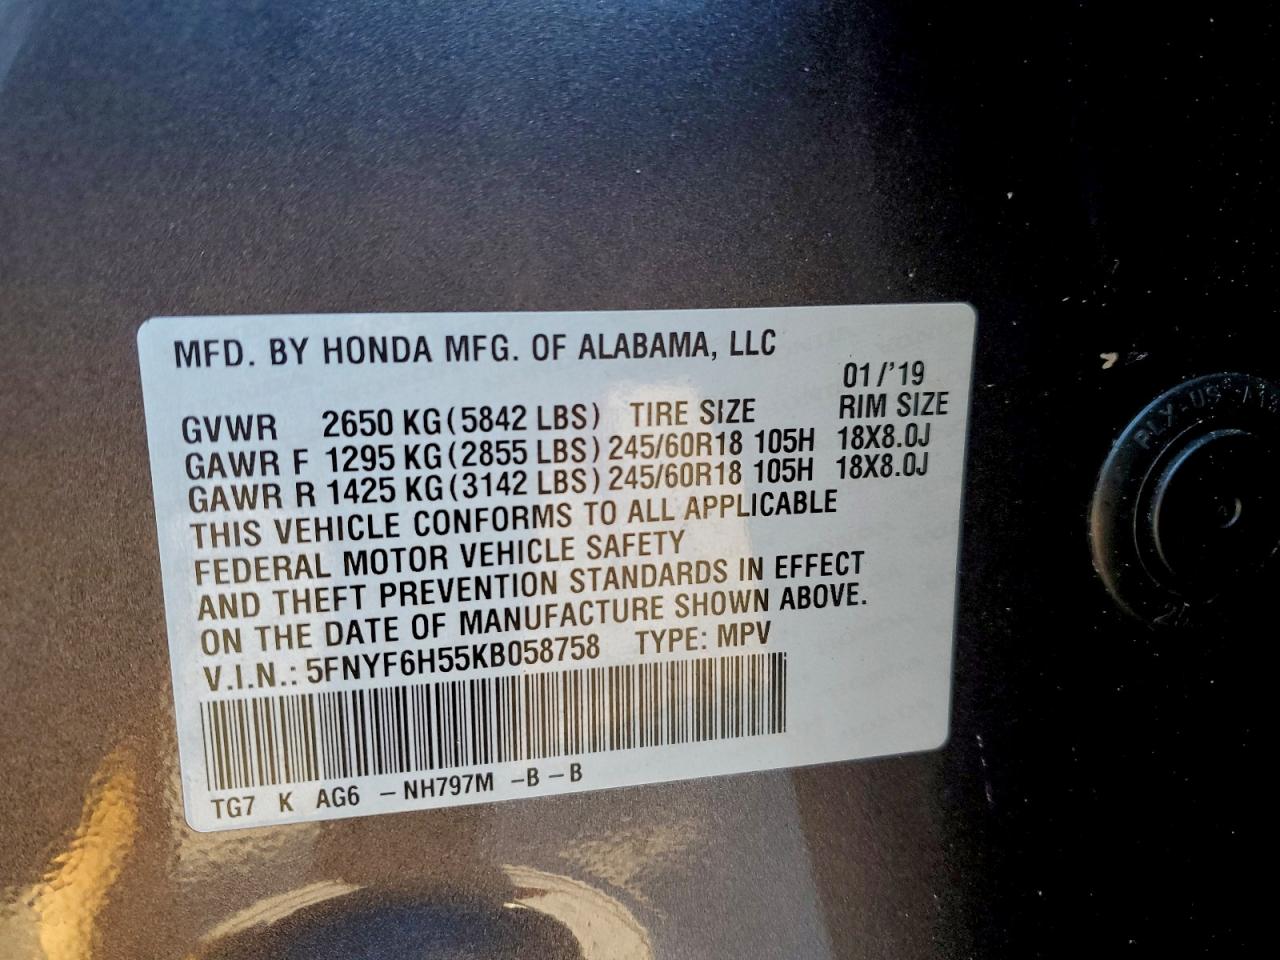 MFD. BY HONDA MFG. OF ALABAMA, LLC
01/'19
GVWR 2650 KG (5842 LBS) TIRE SIZE RIM SIZE
GAWR F 1295 KG (2855 LBS) 245/60R18 105H 18X8.0J
GAWR R 1425 KG (3142 LBS) 245/60R18 105H 18X8.0J
THIS VEHICLE CONFORMS TO ALL APPLICABLE
FEDERAL MOTOR VEHICLE SAFETY
AND THEFT PREVENTION STANDARDS IN EFFECT
ON THE DATE OF MANUFACTURE SHOWN ABOVE.
V.I.N.: 5FNYF6H55KB058758 TYPE: MPV
TG7 K AG6 – NH797M – B – B